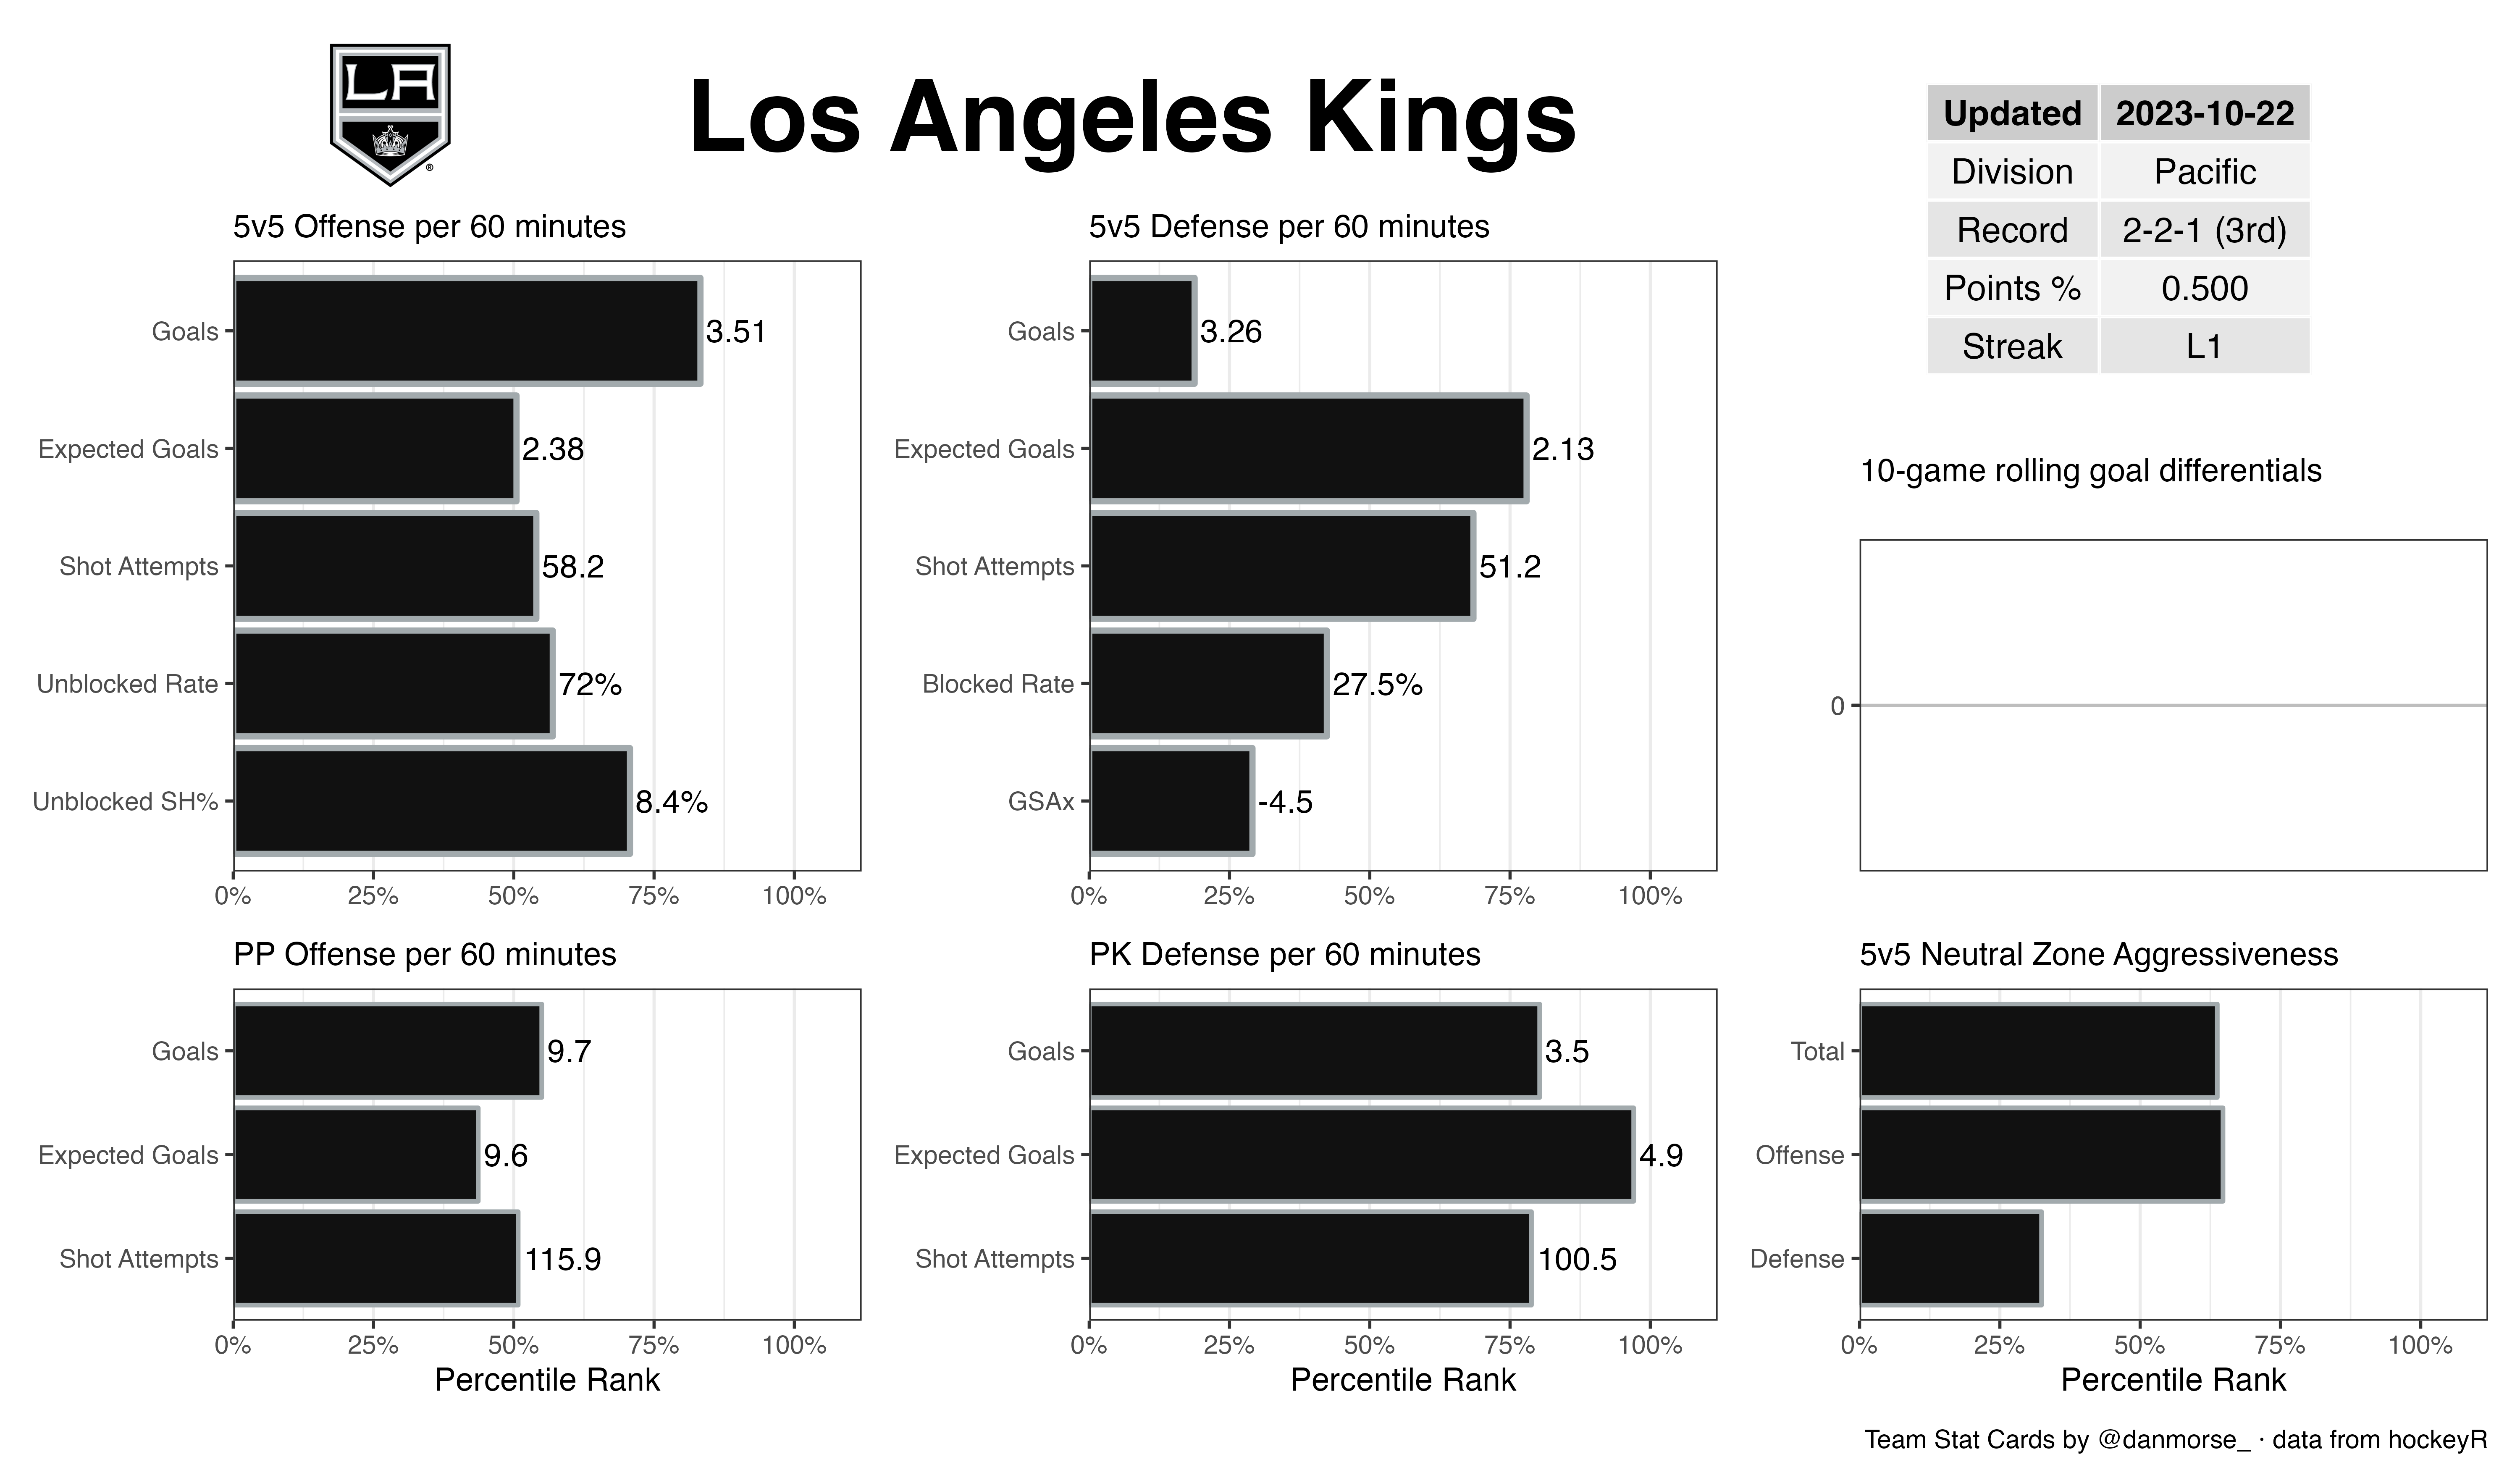 LA
®
Los Angeles Kings
Updated 2023-10-22
Division Pacific
Record 2-2-1 (3rd)
Points % 0.500
Streak L1
5v5 Offense per 60 minutes
Goals 3.51
Expected Goals 2.38
Shot Attempts 58.2
Unblocked Rate 72%
Unblocked SH% 8.4%
0% 25% 50% 75% 100%
5v5 Defense per 60 minutes
Goals 3.26
Expected Goals 2.13
Shot Attempts 51.2
Blocked Rate 27.5%
GSAx -4.5
0% 25% 50% 75% 100%
10-game rolling goal differentials
0
PP Offense per 60 minutes
Goals 9.7
Expected Goals 9.6
Shot Attempts 115.9
0% 25% 50% 75% 100%
Percentile Rank
PK Defense per 60 minutes
Goals 3.5
Expected Goals 4.9
Shot Attempts 100.5
0% 25% 50% 75% 100%
Percentile Rank
5v5 Neutral Zone Aggressiveness
Total
Offense
Defense
0% 25% 50% 75% 100%
Percentile Rank
Team Stat Cards by @danmorse_ · data from hockeyR